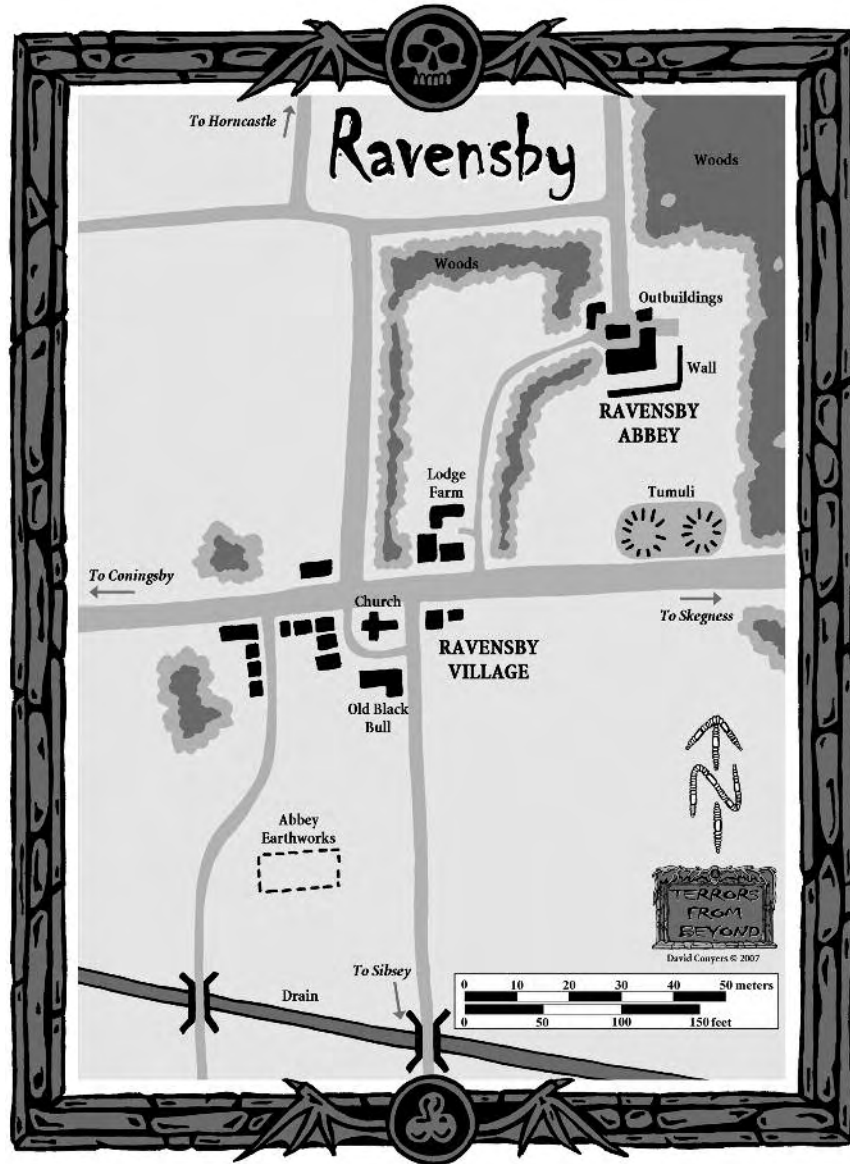 To Horncastle
Ravensby
Woods
Woods
Outbuildings
Wall
RAVENSBY
ABBEY
Lodge
Farm
Tumuli
To Coningsby
Church
To Skegness
RAVENSBY
VILLAGE
Old Black
Bull
N
Abbey
Earthworks
TERRORS
FROM
BEYOND
David Conyers © 2007
To Sibsey
Drain
0 10 20 30 40 50 meters
0 50 100 150 feet